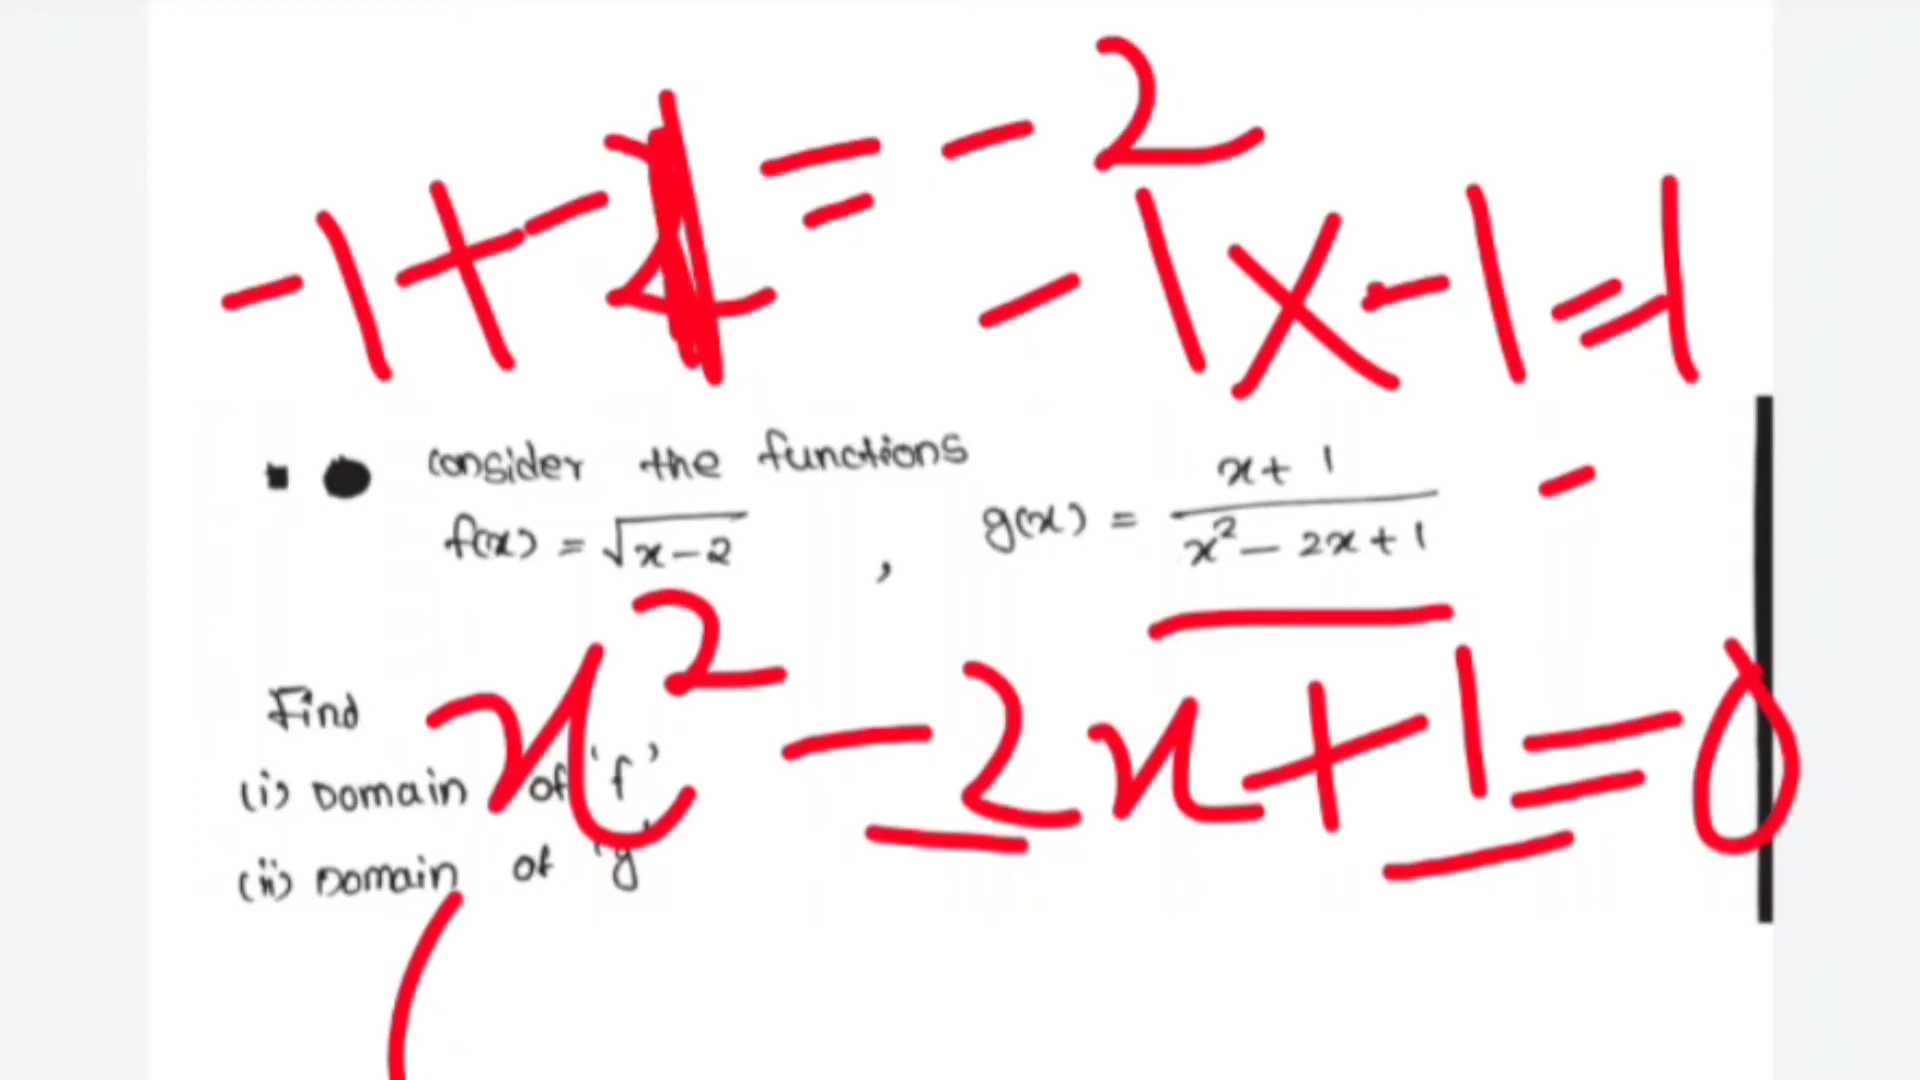 -1+-1 = -2
-1x-1=1
consider the functions
f(x) = √x-2 , g(x) = x+1 / x²- 2x+1
x²-2x+1=0
Find
(i) Domain of 'f'
(ii) Domain of 'g'
(